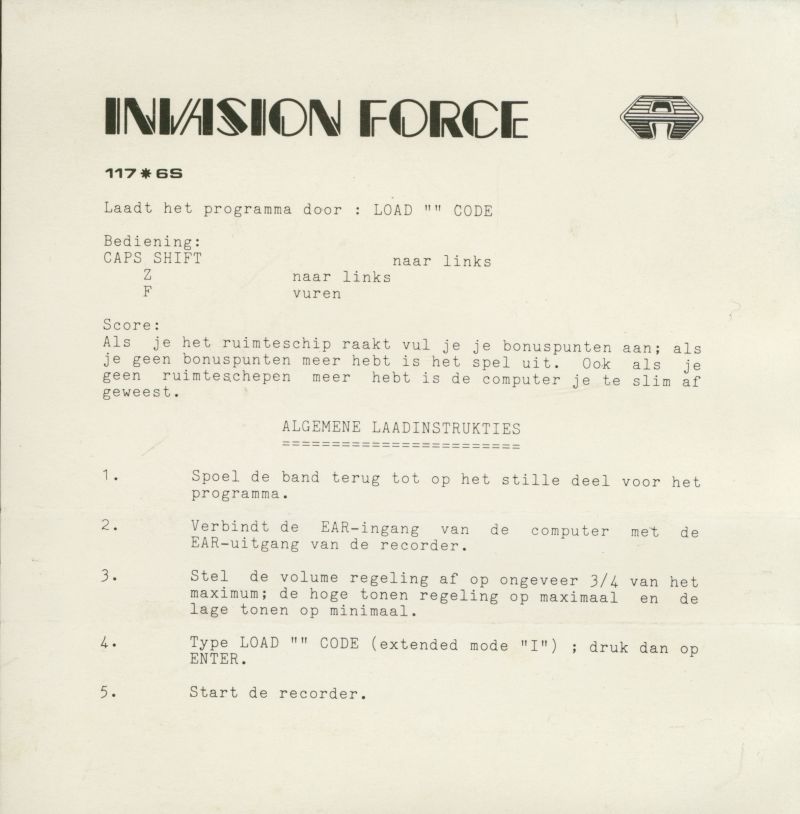 INVASION FORCE
117*6S
Laadt het programma door : LOAD "" CODE
Bediening:
CAPS SHIFT naar links
Z naar links
F vuren
Score:
Als je het ruimteschip raakt vul je je bonuspunten aan; als
je geen bonuspunten meer hebt is het spel uit. Ook als je
geen ruimteschepen meer hebt is de computer je te slim af
geweest.
ALGEMENE LAADINSTRUKTIES
========================
1. Spoel de band terug tot op het stille deel voor het
programma.
2. Verbindt de EAR-ingang van de computer met de
EAR-uitgang van de recorder.
3. Stel de volume regeling af op ongeveer 3/4 van het
maximum; de hoge tonen regeling op maximaal en de
lage tonen op minimaal.
4. Type LOAD "" CODE (extended mode "I") ; druk dan op
ENTER.
5. Start de recorder.